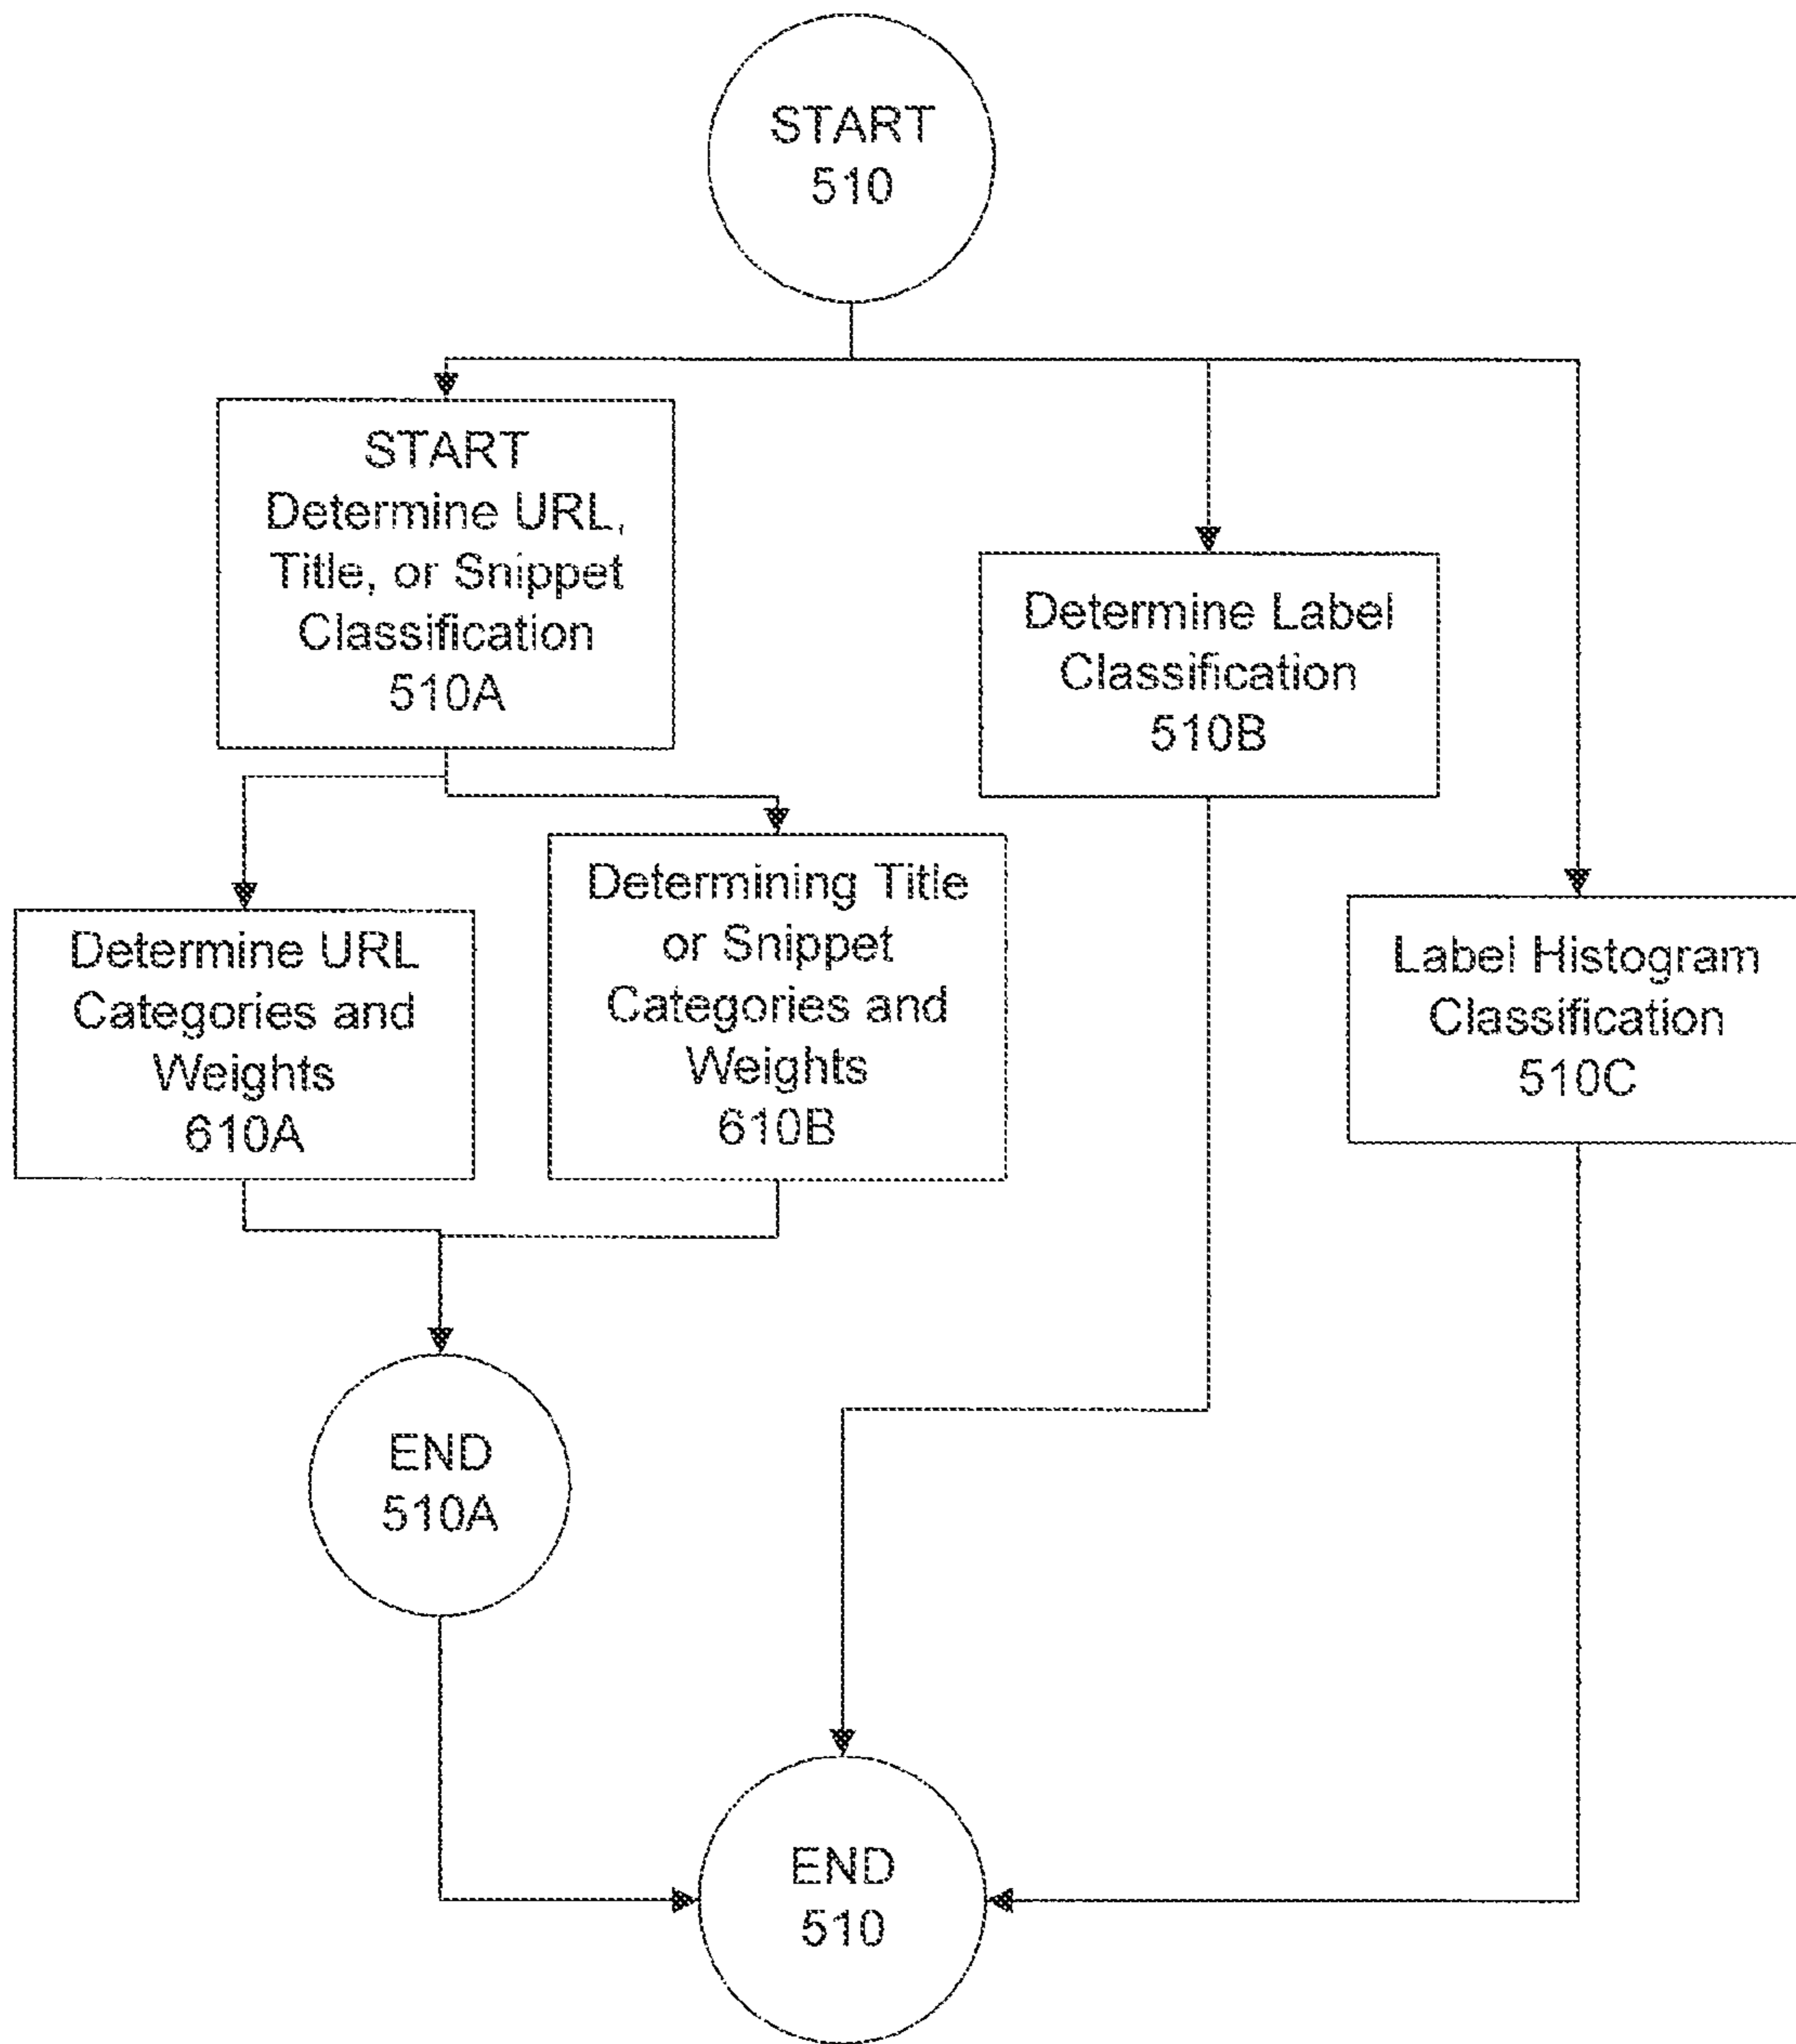 START
510
START
Determine URL,
Title, or Snippet
Classification
510A
Determine Label
Classification
510B
Determining Title
or Snippet
Categories and
Weights
610B
Determine URL
Categories and
Weights
610A
Label Histogram
Classification
510C
END
510A
END
510